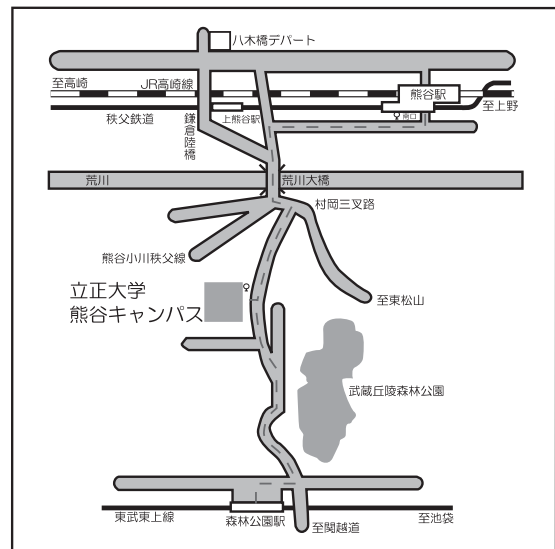 八木橋デパート
至高崎
JR高崎線
熊谷駅
至上野
秩父鉄道
鎌倉陸橋
上熊谷駅
南口
荒川
荒川大橋
村岡三叉路
熊谷小川秩父線
立正大学
熊谷キャンパス
至東松山
武蔵丘陵森林公園
東武東上線
森林公園駅
至関越道
至池袋